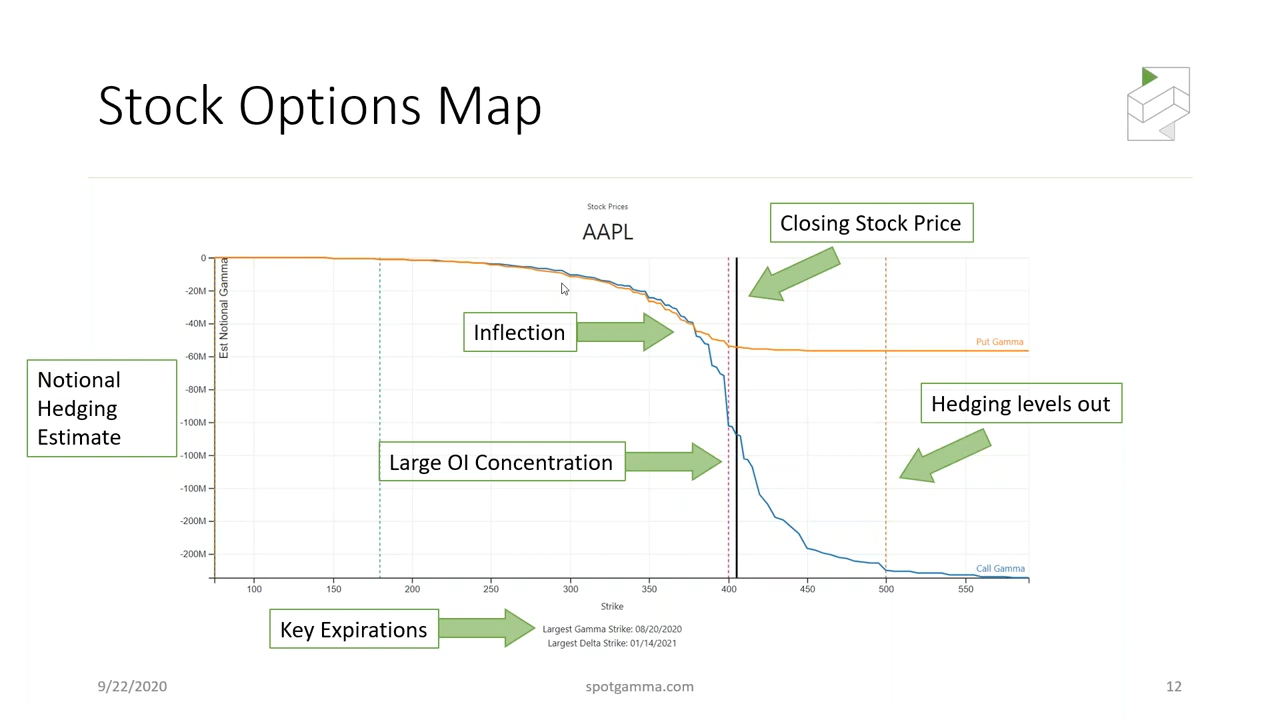 Stock Options Map
Stock Prices
AAPL
Closing Stock Price
0
-20M
-40M
-60M
-80M
-100M
-100M
-100M
-200M
-200M
Est Notional Gamma
Inflection
Put Gamma
Notional
Hedging
Estimate
Hedging levels out
Large OI Concentration
Call Gamma
100
150
200
250
300
350
400
450
500
550
Strike
Key Expirations
Largest Gamma Strike: 08/20/2020
Largest Delta Strike: 01/14/2021
9/22/2020
spotgamma.com
12